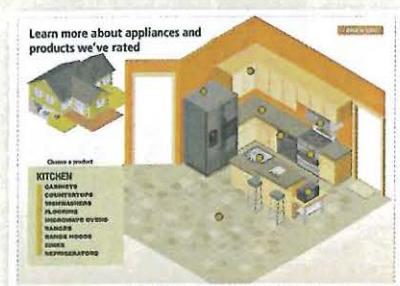 Learn more about appliances and
products we've rated
Choose a product
KITCHEN
CABINETS
COUNTERTOPS
DISHWASHERS
FLOORING
MICROWAVE OVENS
RANGES
RANGE HOODS
SINKS
REFRIGERATORS